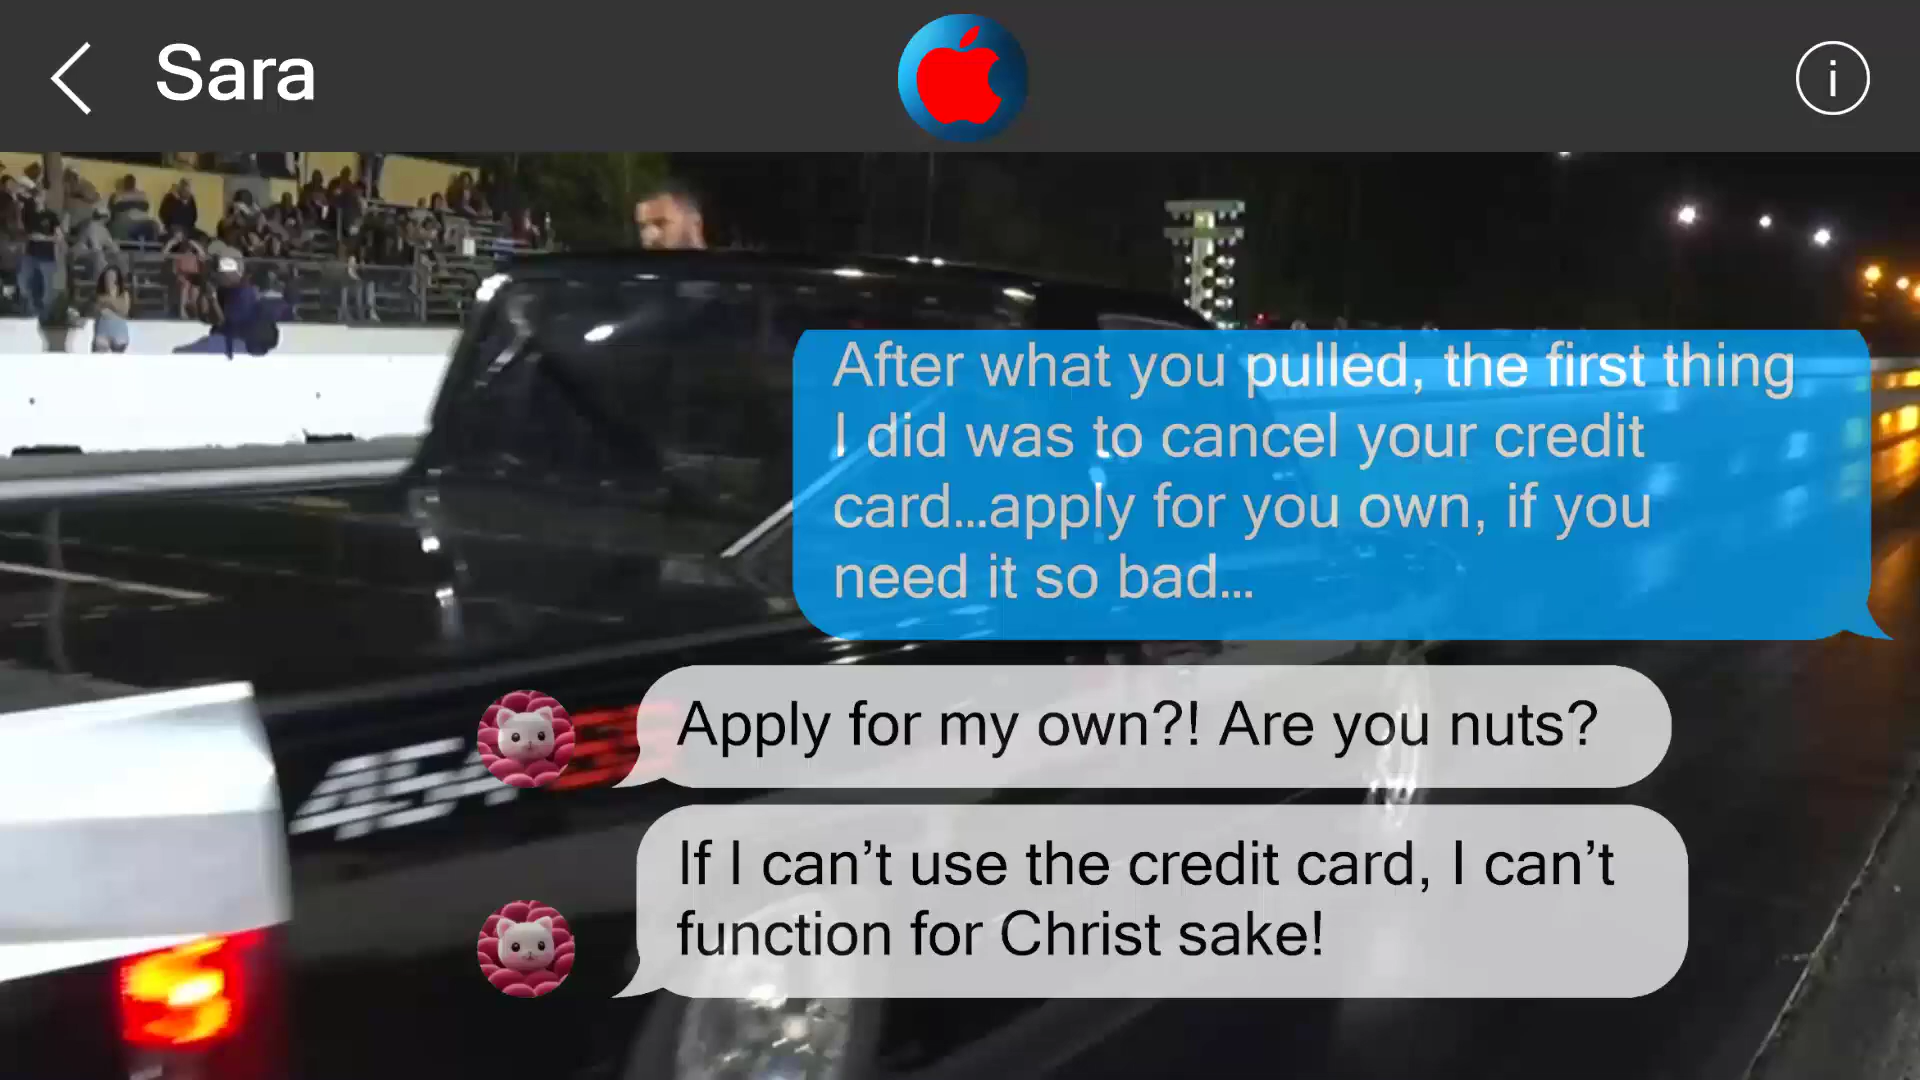 Sara
After what you pulled, the first thing
I did was to cancel your credit
card...apply for you own, if you
need it so bad...
Apply for my own?! Are you nuts?
If I can’t use the credit card, I can’t
function for Christ sake!